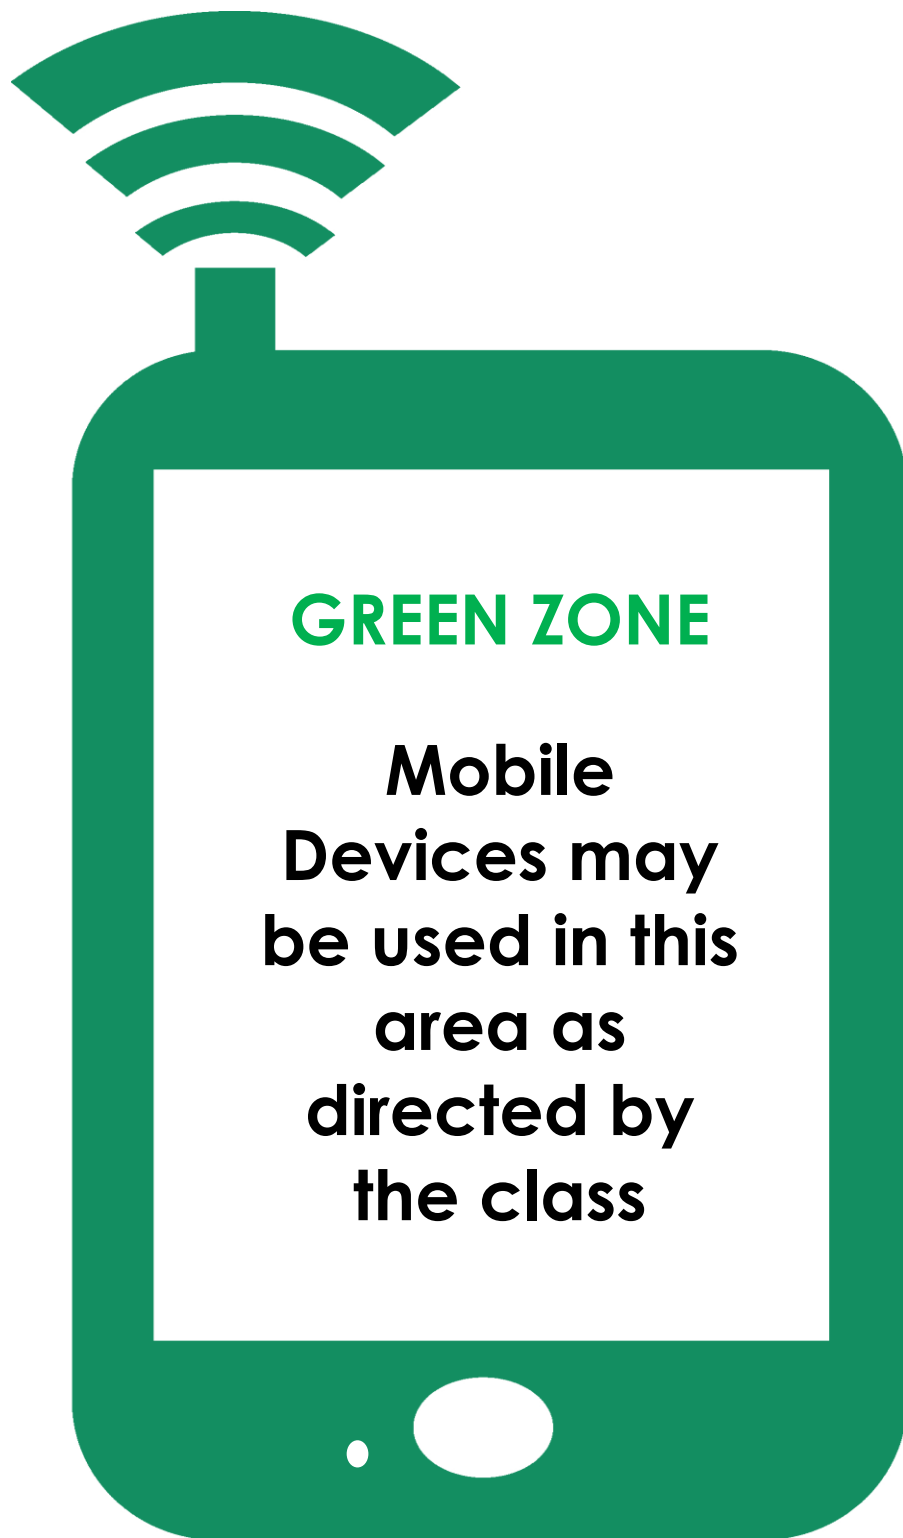 GREEN ZONE
Mobile
Devices may
be used in this
area as
directed by
the class